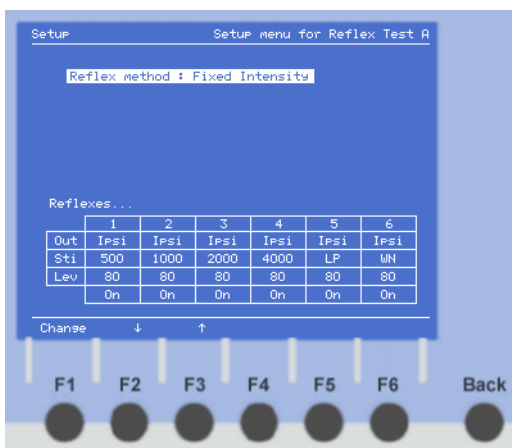 Setup Setup menu for Reflex Test A
Reflex method : Fixed Intensity
Reflexes...
1 2 3 4 5 6
Out Ipsi Ipsi Ipsi Ipsi Ipsi Ipsi
Sti 500 1000 2000 4000 LP WN
Lev 80 80 80 80 80 80
On On On On On On
Change ↓ ↑
F1 F2 F3 F4 F5 F6 Back